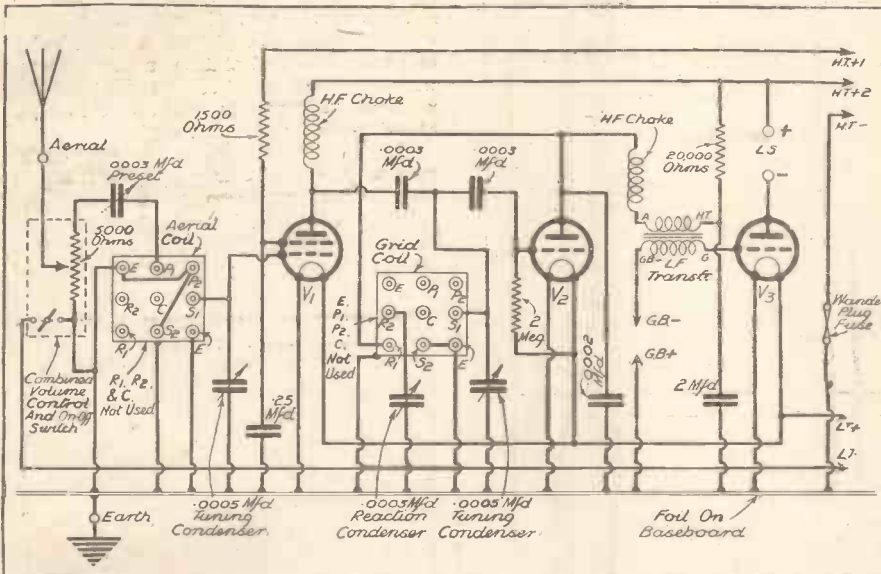 Aerial
.0003 Mfd
Preset
5000
Ohms
Aerial
Coil
E
P1
P2
R2
C
S1
R1
S2
E
Combined
Volume
Control
And On-Off
Switch
R1. R2.
& C.
Not Used
Earth
.0005 Mfd
Tuning
Condenser.
1500
Ohms
H.F. Choke
.25
Mfd
V1
.0003
Mfd
.0003
Mfd
Grid
Coil
E
P1
P2
R2
C
S1
R1
S2
E
E.
P1.
P2.
C.
Not
Used
2
Meg.
V2
.0003 Mfd
Reaction
Condenser
.0005 Mfd
Tuning
Condenser.
.0002
Mfd
HF Choke
20,000
Ohms
A
HT
GB-
G
LF
Transfr
GB-
GB+
2 Mfd
LS
+
-
V3
HT+1
HT+2
HT-
Wander
Plug
Fuse
LT+
LT-
Foil On
Baseboard